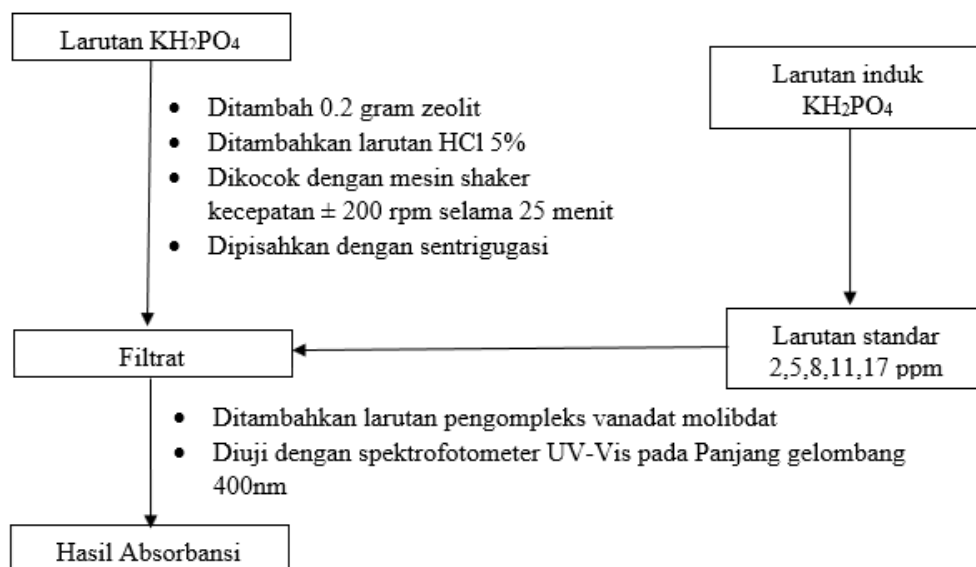 Larutan KH₂PO₄
• Ditambah 0.2 gram zeolit
• Ditambahkan larutan HCl 5%
• Dikocok dengan mesin shaker
kecepatan ± 200 rpm selama 25 menit
• Dipisahkan dengan sentrigugasi
Larutan induk
KH₂PO₄
Filtrat
Larutan standar
2,5,8,11,17 ppm
• Ditambahkan larutan pengompleks vanadat molibdat
• Diuji dengan spektrofotometer UV-Vis pada Panjang gelombang
400nm
Hasil Absorbansi